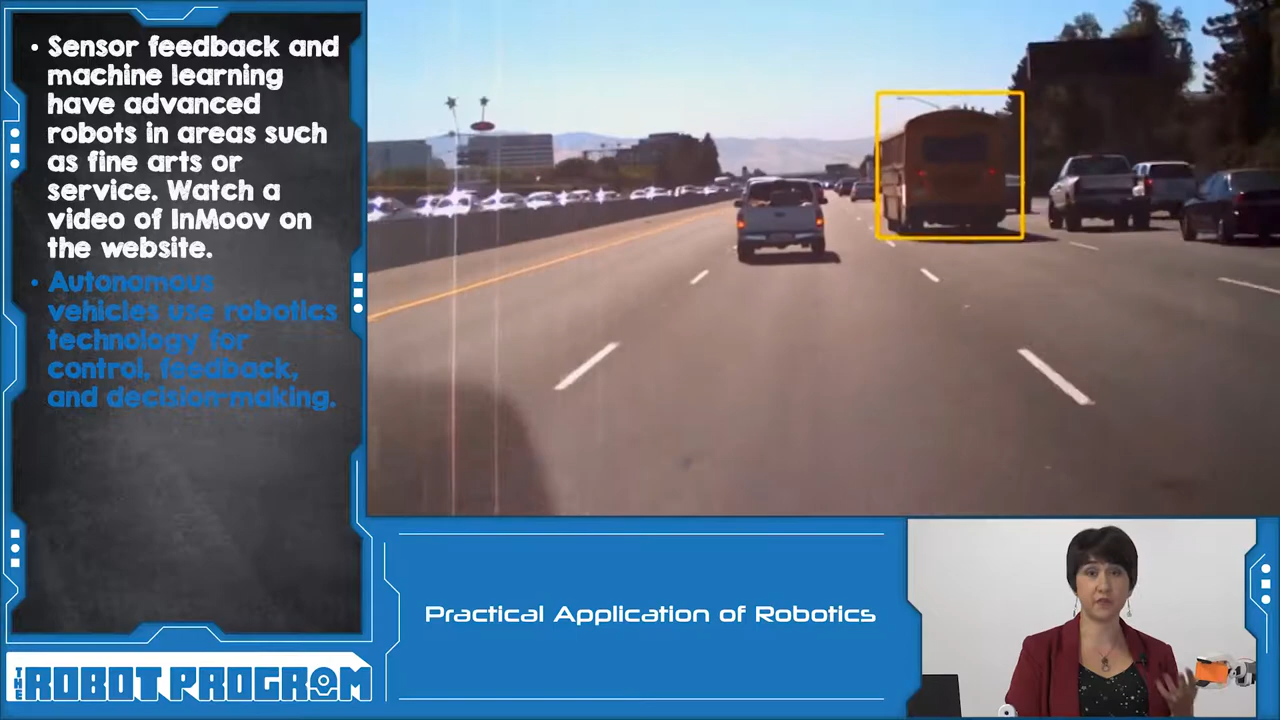 • Sensor feedback and
machine learning
have advanced
robots in areas such
as fine arts or
service. Watch a
video of InMoov on
the website.
• Autonomous
vehicles use robotics
technology for
control, feedback,
and decision-making.
Practical Application of Robotics
THE ROBOT PROGRAM